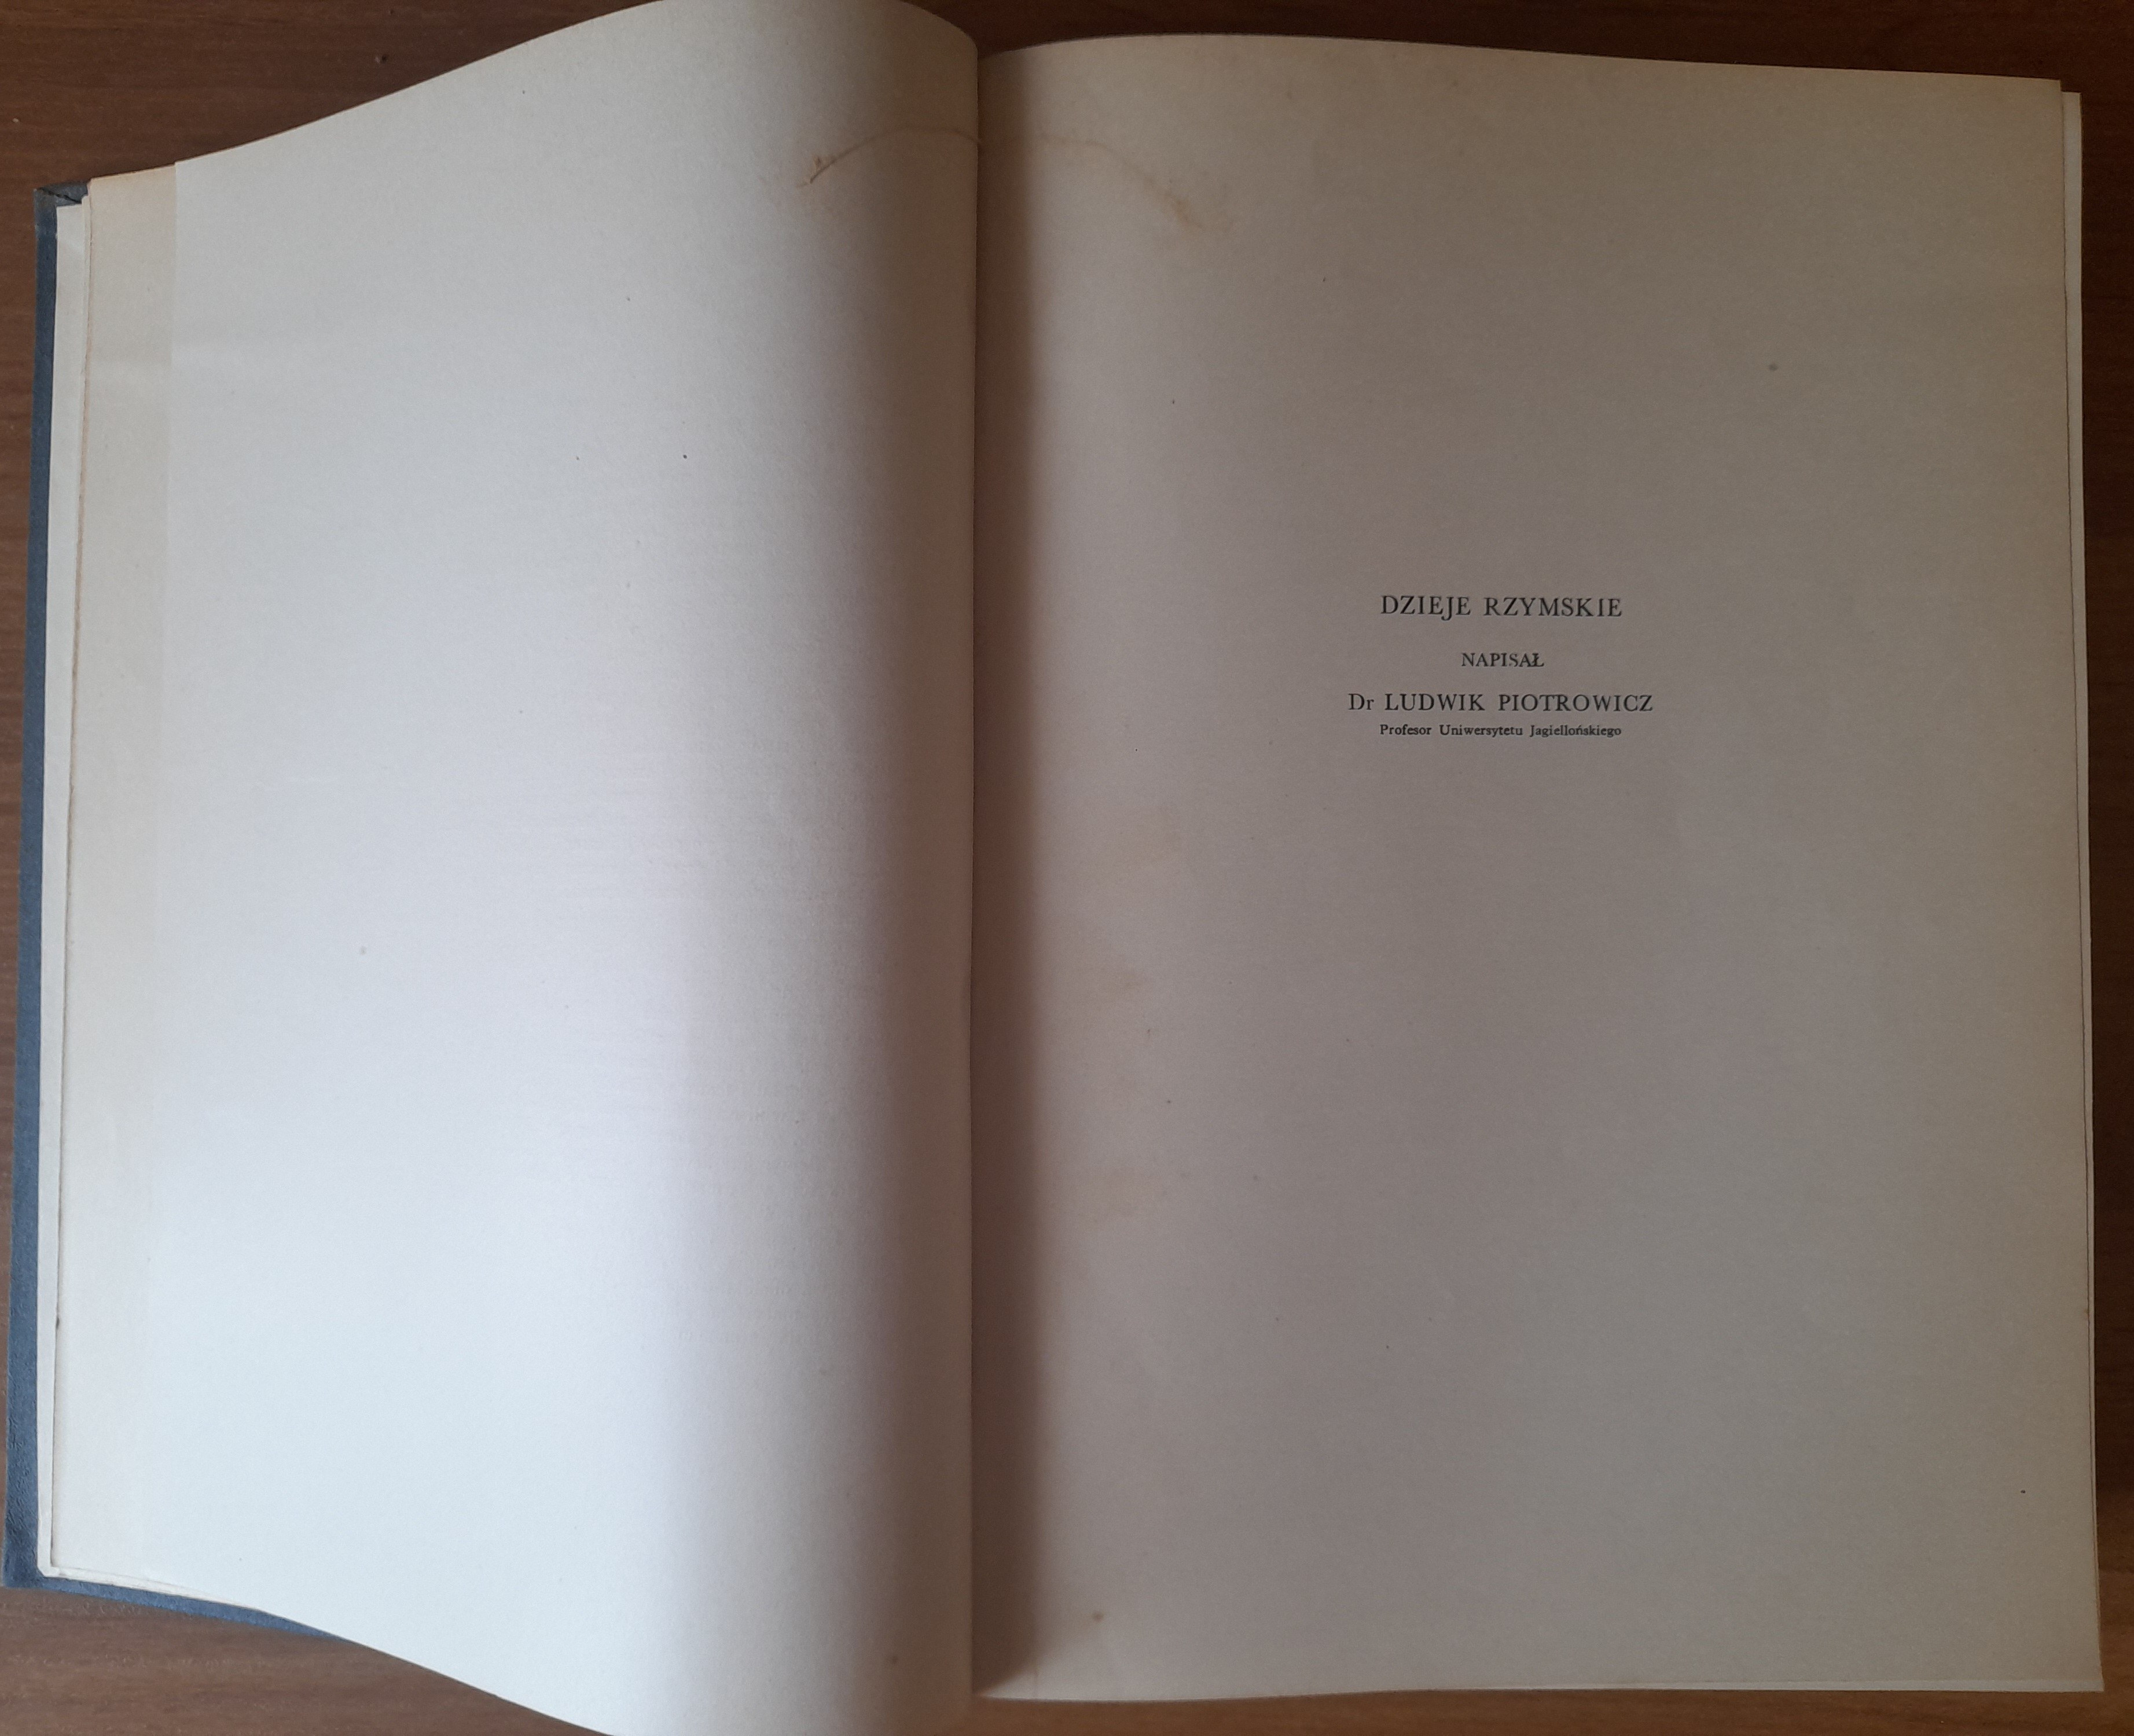 DZIEJE RZYMSKIE
NAPISAŁ
Dr LUDWIK PIOTROWICZ
Profesor Uniwersytetu Jagiellońskiego